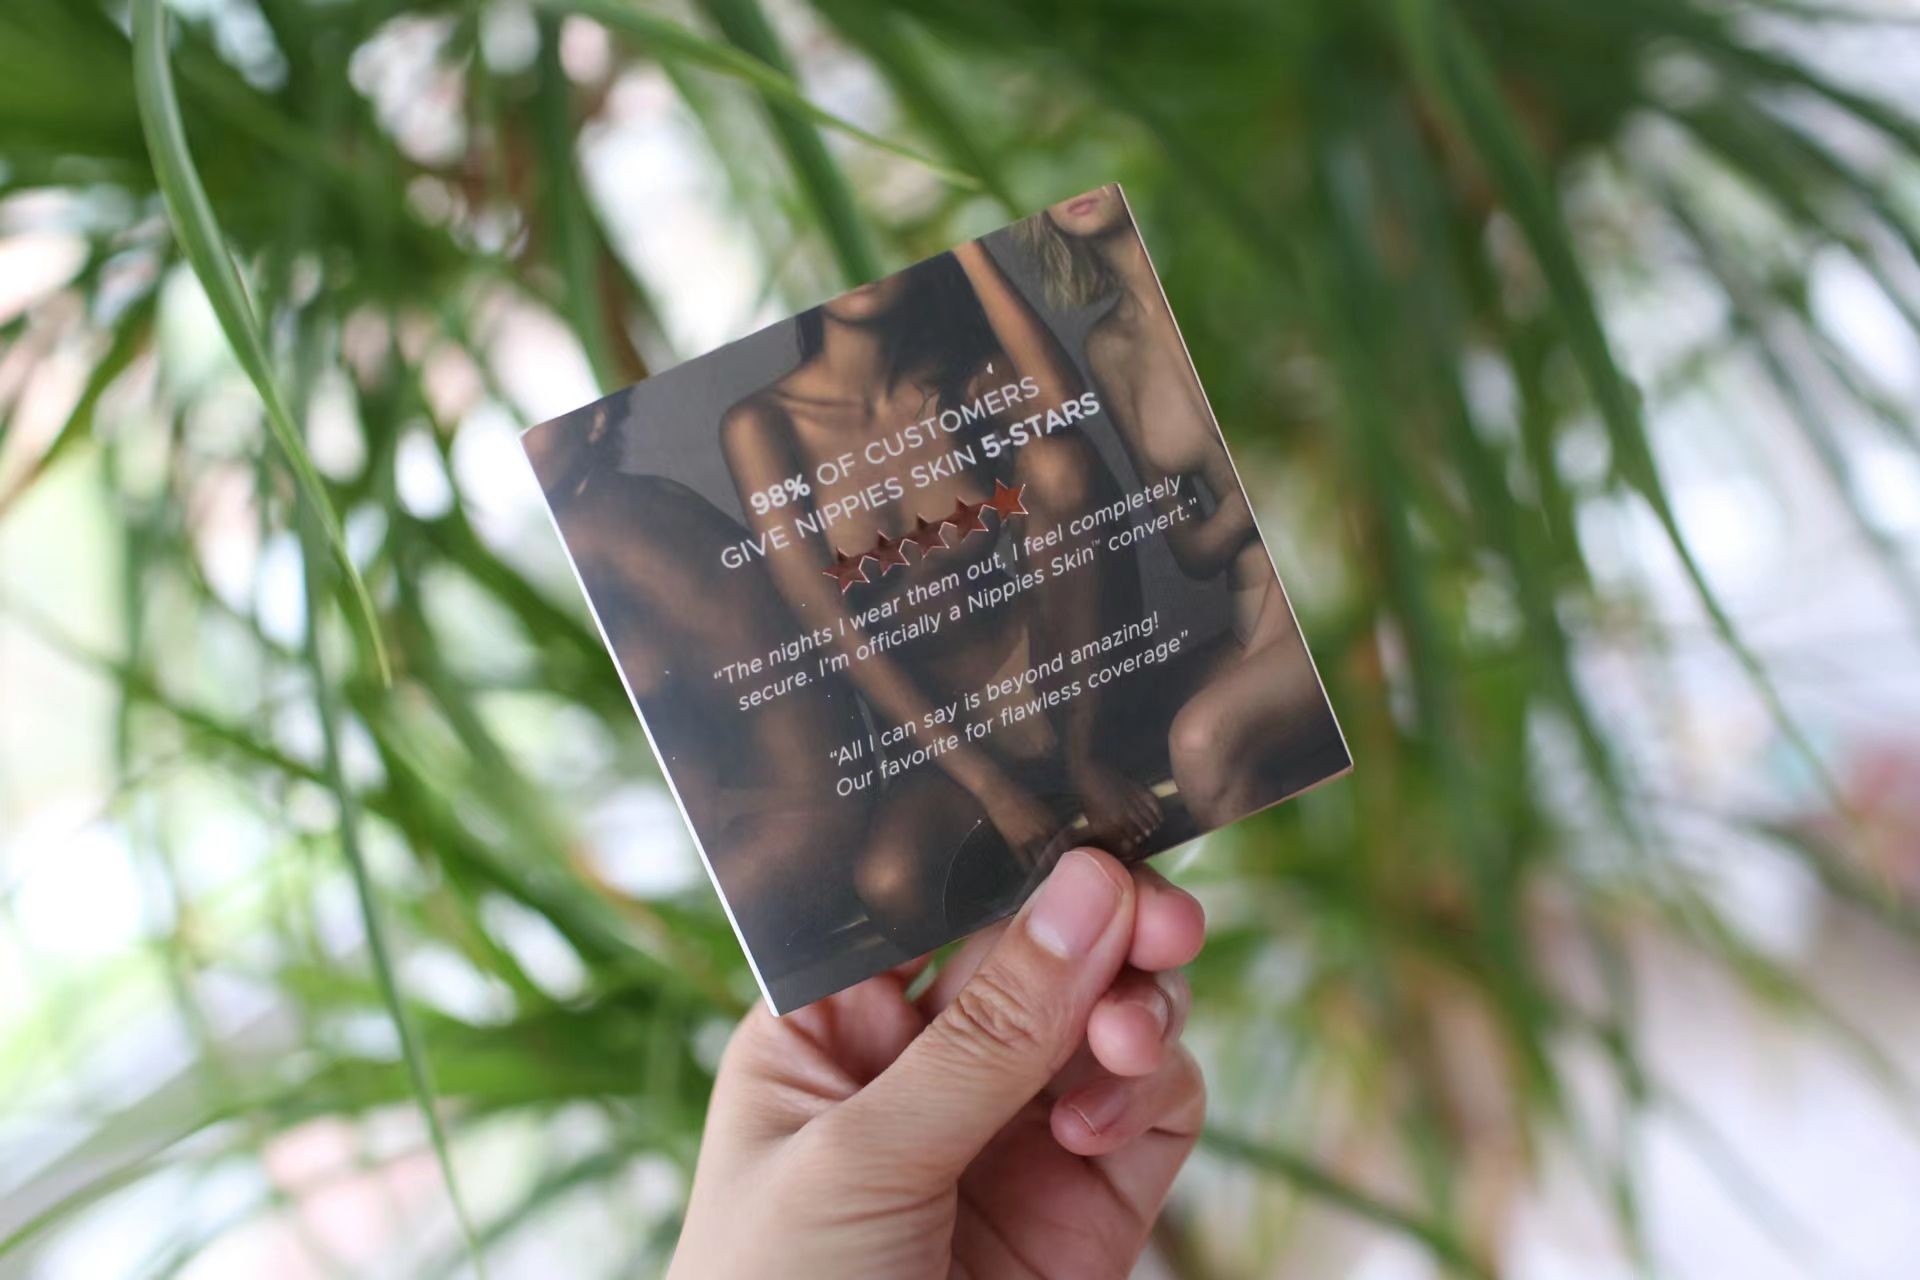 98% OF CUSTOMERS
GIVE NIPPIES SKIN 5-STARS
“The nights I wear them out, I feel completely
secure. I'm officially a Nippies Skin™ convert.”
“All I can say is beyond amazing!
Our favorite for flawless coverage”